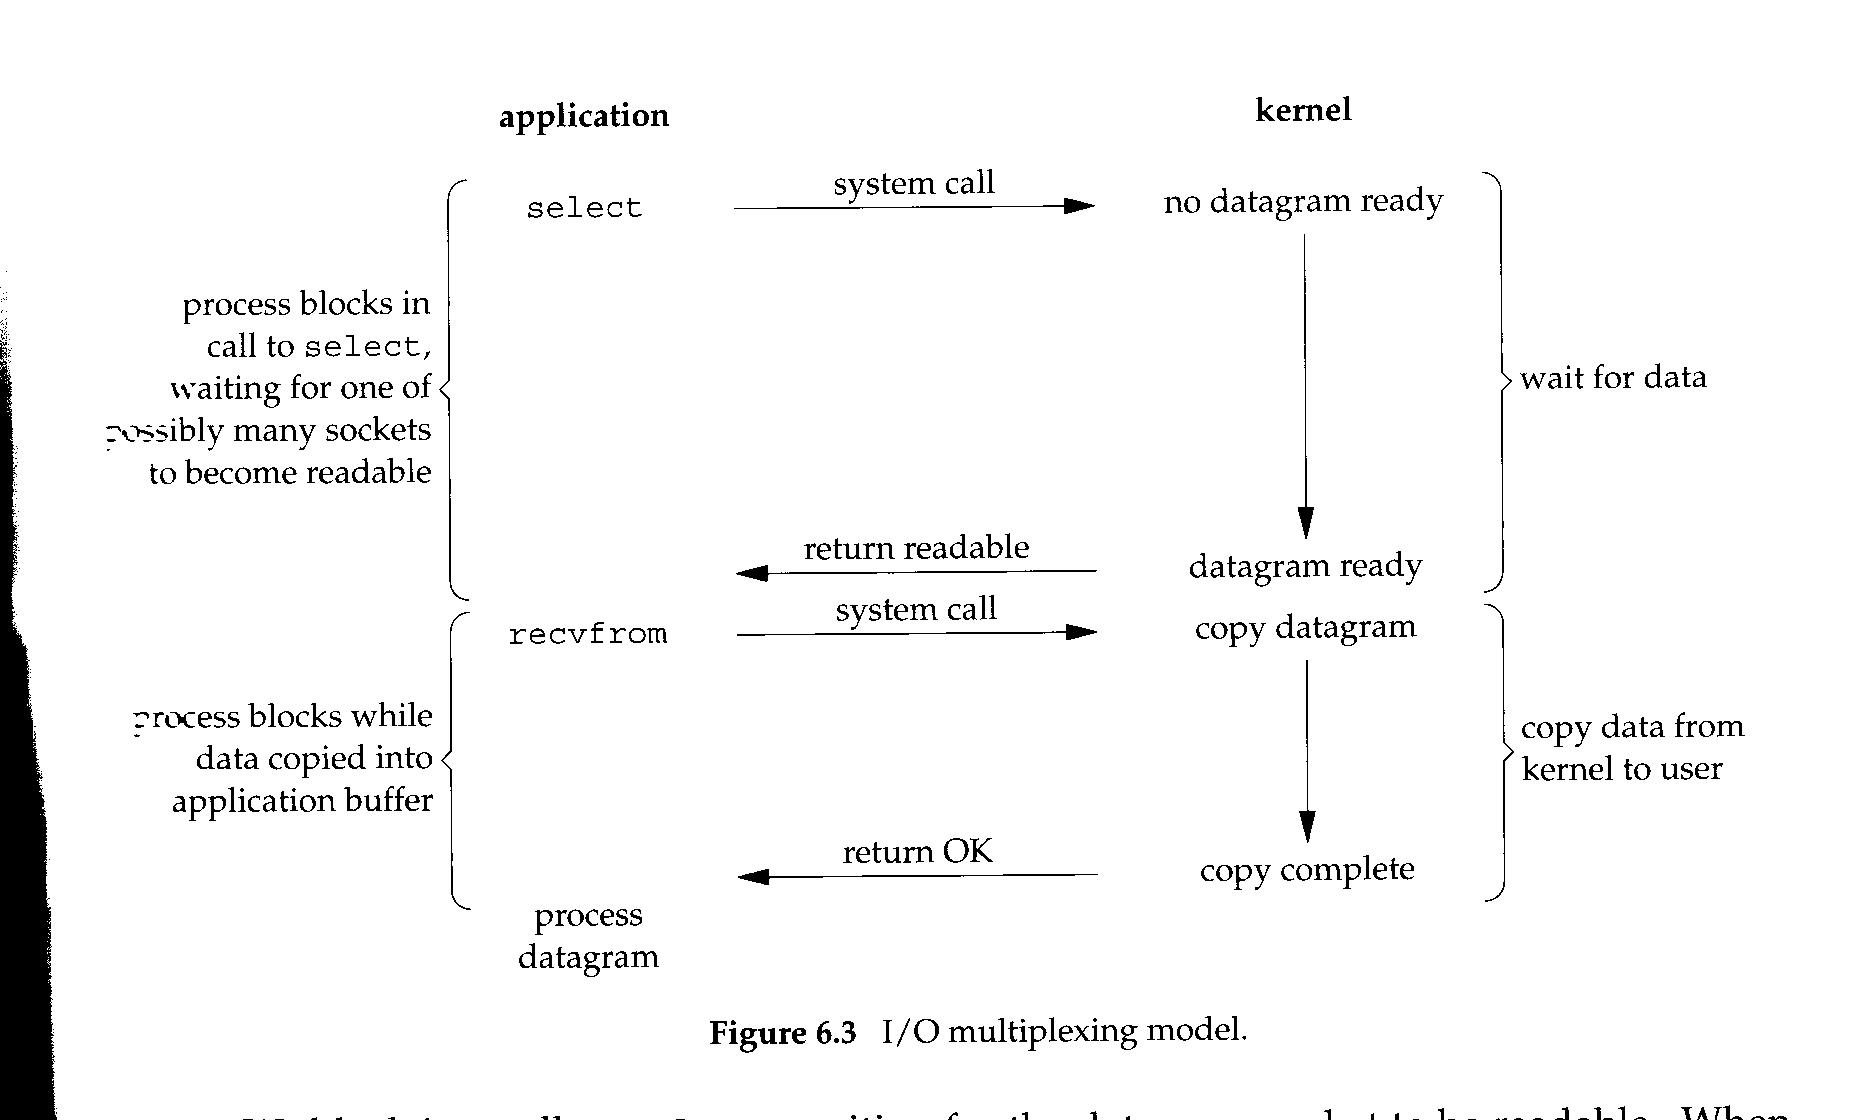 application
kernel
select
system call
no datagram ready
process blocks in
call to select,
waiting for one of
possibly many sockets
to become readable
wait for data
return readable
datagram ready
recvfrom
system call
copy datagram
process blocks while
data copied into
application buffer
copy data from
kernel to user
return OK
copy complete
process
datagram
Figure 6.3 I/O multiplexing model.